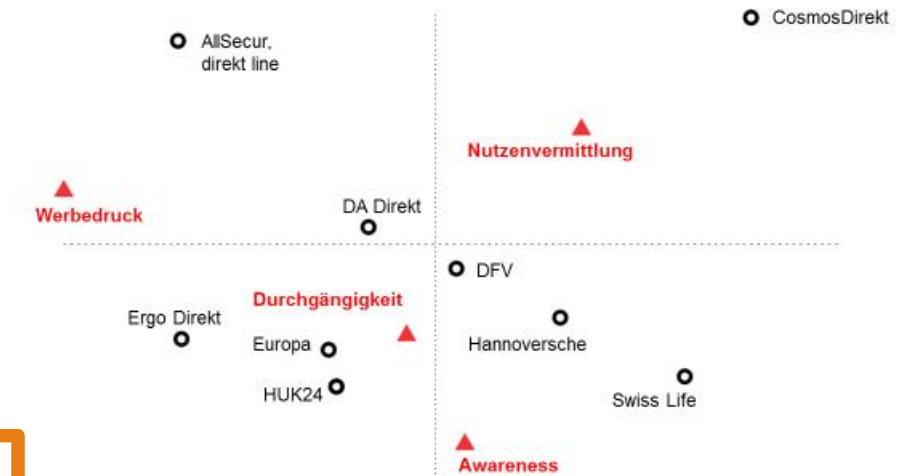 CosmosDirekt
AllSecur,
direkt line
Nutzenvermittlung
Werbedruck
DA Direkt
DFV
Durchgängigkeit
Ergo Direkt
Europa
Hannoversche
HUK24
Swiss Life
Awareness